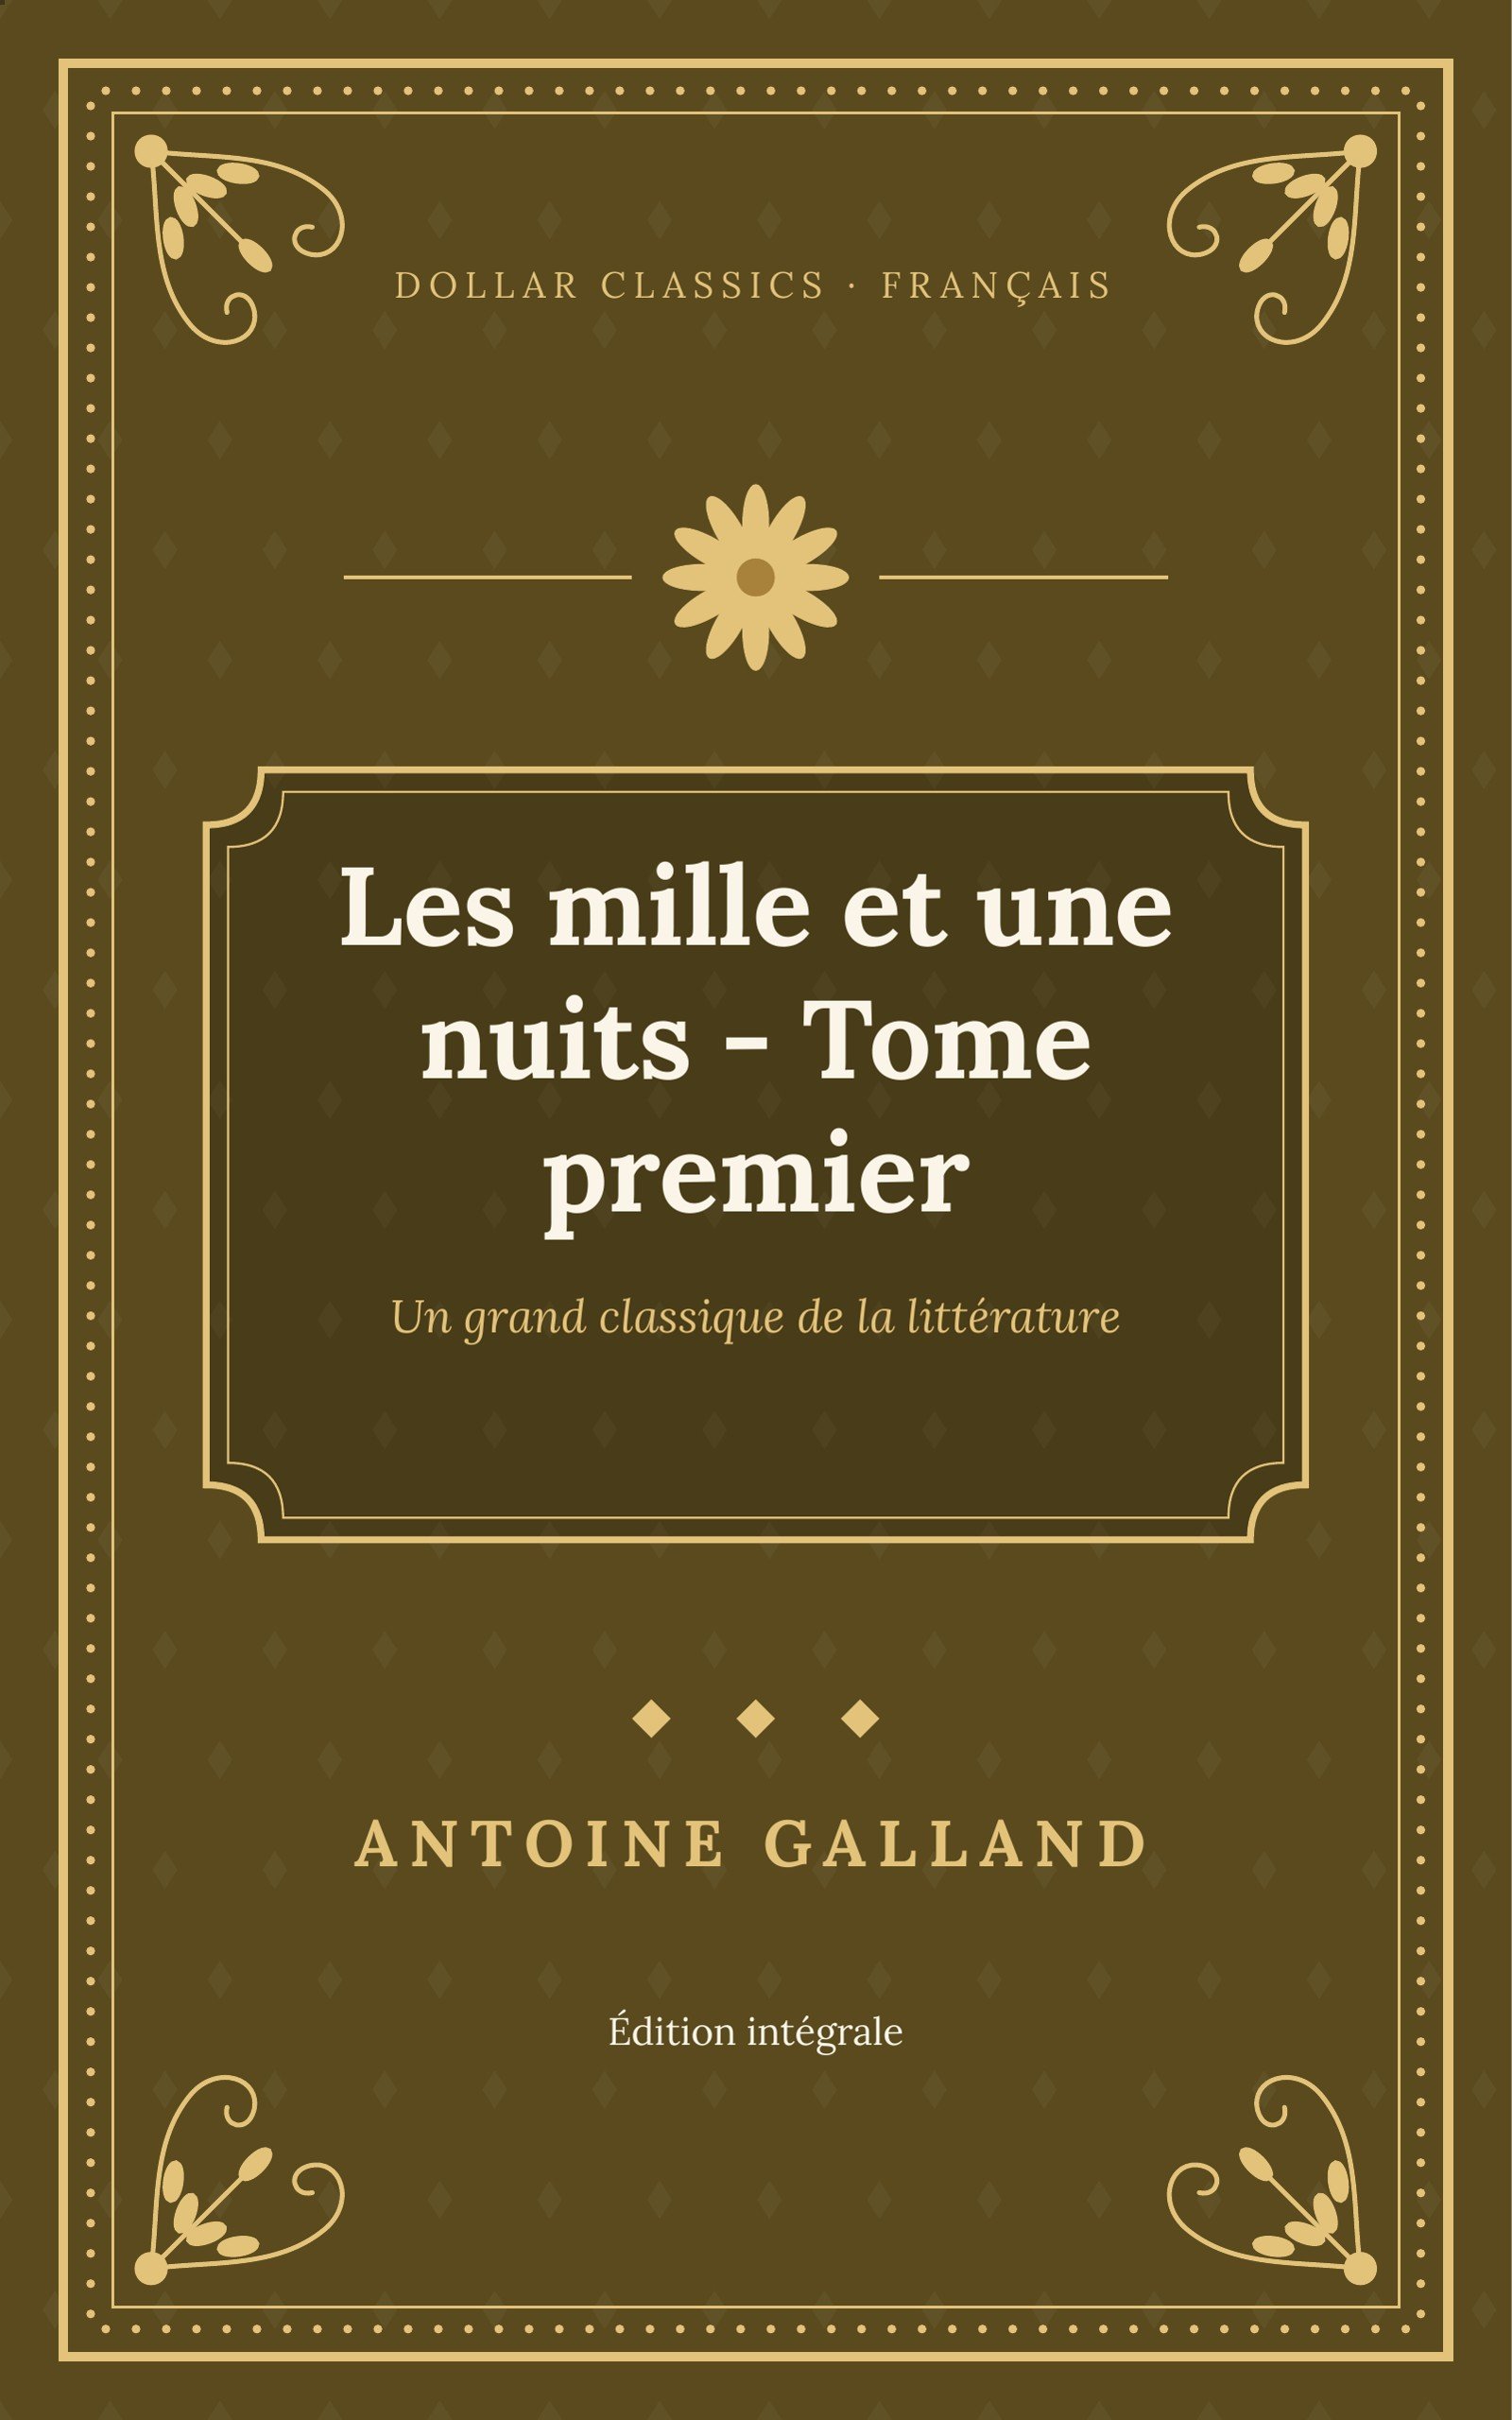 DOLLAR CLASSICS · FRANÇAIS
Les mille et une
nuits - Tome
premier
Un grand classique de la littérature
ANTOINE GALLAND
Édition intégrale